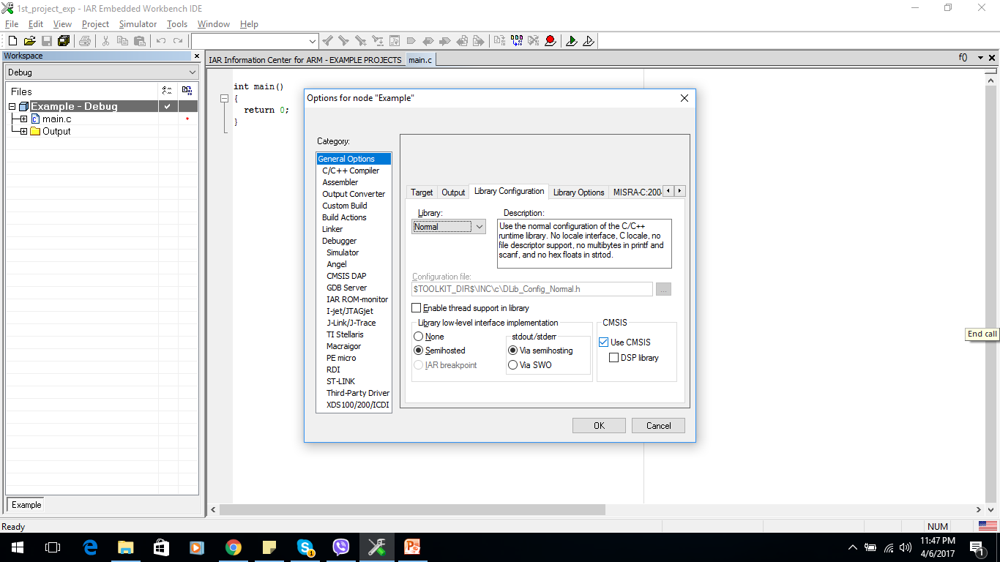 1st_project_exp - IAR Embedded Workbench IDE
File Edit View Project Simulator Tools Window Help
Workspace
IAR Information Center for ARM - EXAMPLE PROJECTS main.c f()
Debug
Files
Example - Debug
main.c
Output
int main()
{
return 0;
}
Options for node "Example"
Category:
General Options
C/C++ Compiler
Assembler
Output Converter
Custom Build
Build Actions
Linker
Debugger
Simulator
Angel
CMSIS DAP
GDB Server
IAR ROM-monitor
I-jet/JTAGjet
J-Link/J-Trace
TI Stellaris
Macraigor
PE micro
RDI
ST-LINK
Third-Party Driver
XDS100/200/ICDI
Target Output Library Configuration Library Options MISRA-C:2004
Library:
Normal
Description:
Use the normal configuration of the C/C++
runtime library. No locale interface, C locale, no
file descriptor support, no multibytes in printf and
scanf, and no hex floats in strtod.
Configuration file:
$TOOLKIT_DIR$\INC\c\DLib_Config_Normal.h
...
Enable thread support in library
Library low-level interface implementation
None
Semihosted
IAR breakpoint
stdout/stderr
Via semihosting
Via SWO
CMSIS
Use CMSIS
DSP library
OK Cancel
End call
Example
Ready
NUM
1
11:47 PM
4/6/2017
1